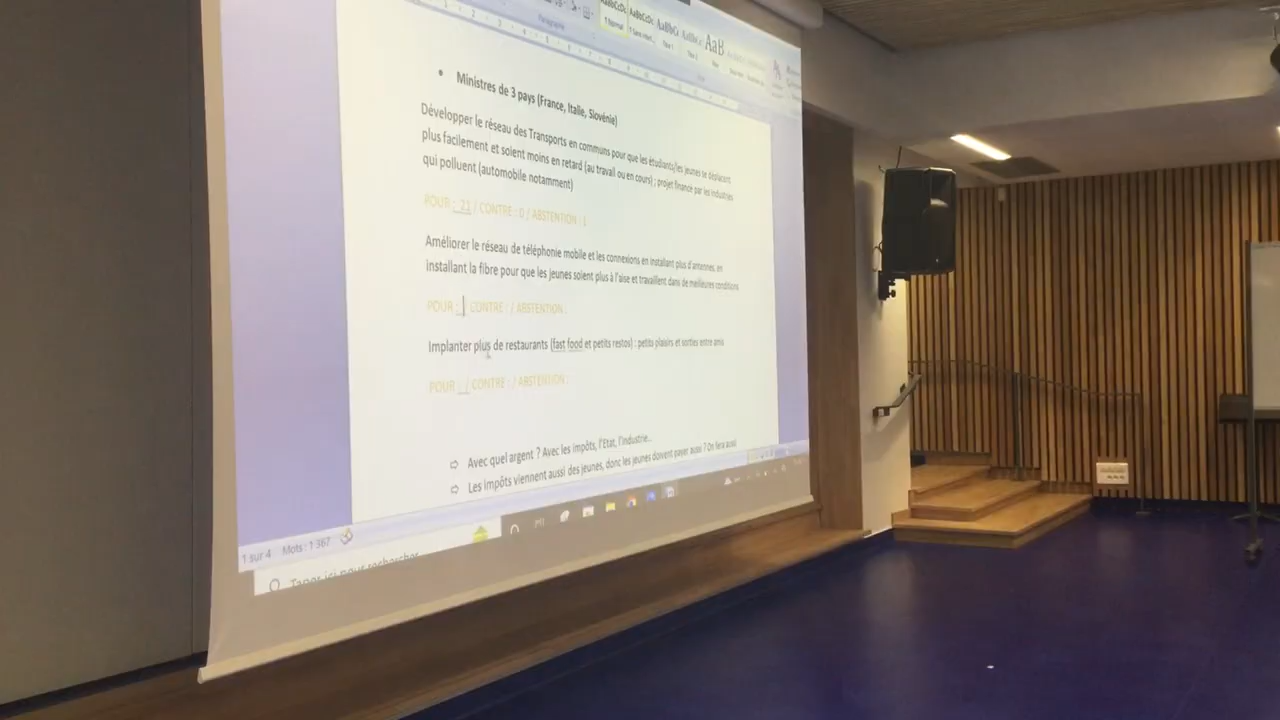 • Ministres de 3 pays (France, Italie, Slovénie)
Développer le réseau des Transports en communs pour que les étudiants/les jeunes se déplacent
plus facilement et soient moins en retard (au travail ou en cours) ; projet financé par les industries
qui polluent (automobile notamment)
POUR : 21 / CONTRE : 0 / ABSTENTION : 1
Améliorer le réseau de téléphonie mobile et les connexions en installant plus d'antennes, en
installant la fibre pour que les jeunes soient plus à l'aise et travaillent dans de meilleures conditions
POUR : CONTRE : / ABSTENTION :
Implanter plus de restaurants (fast food et petits restos) : petits plaisirs et sorties entre amis
POUR : / CONTRE : / ABSTENTION :
⇨ Avec quel argent ? Avec les impôts, l'Etat, l'industrie...
⇨ Les impôts viennent aussi des jeunes, donc les jeunes doivent payer aussi ? On fera aussi
1 sur 4 Mots : 1 367
Taper ici pour rechercher